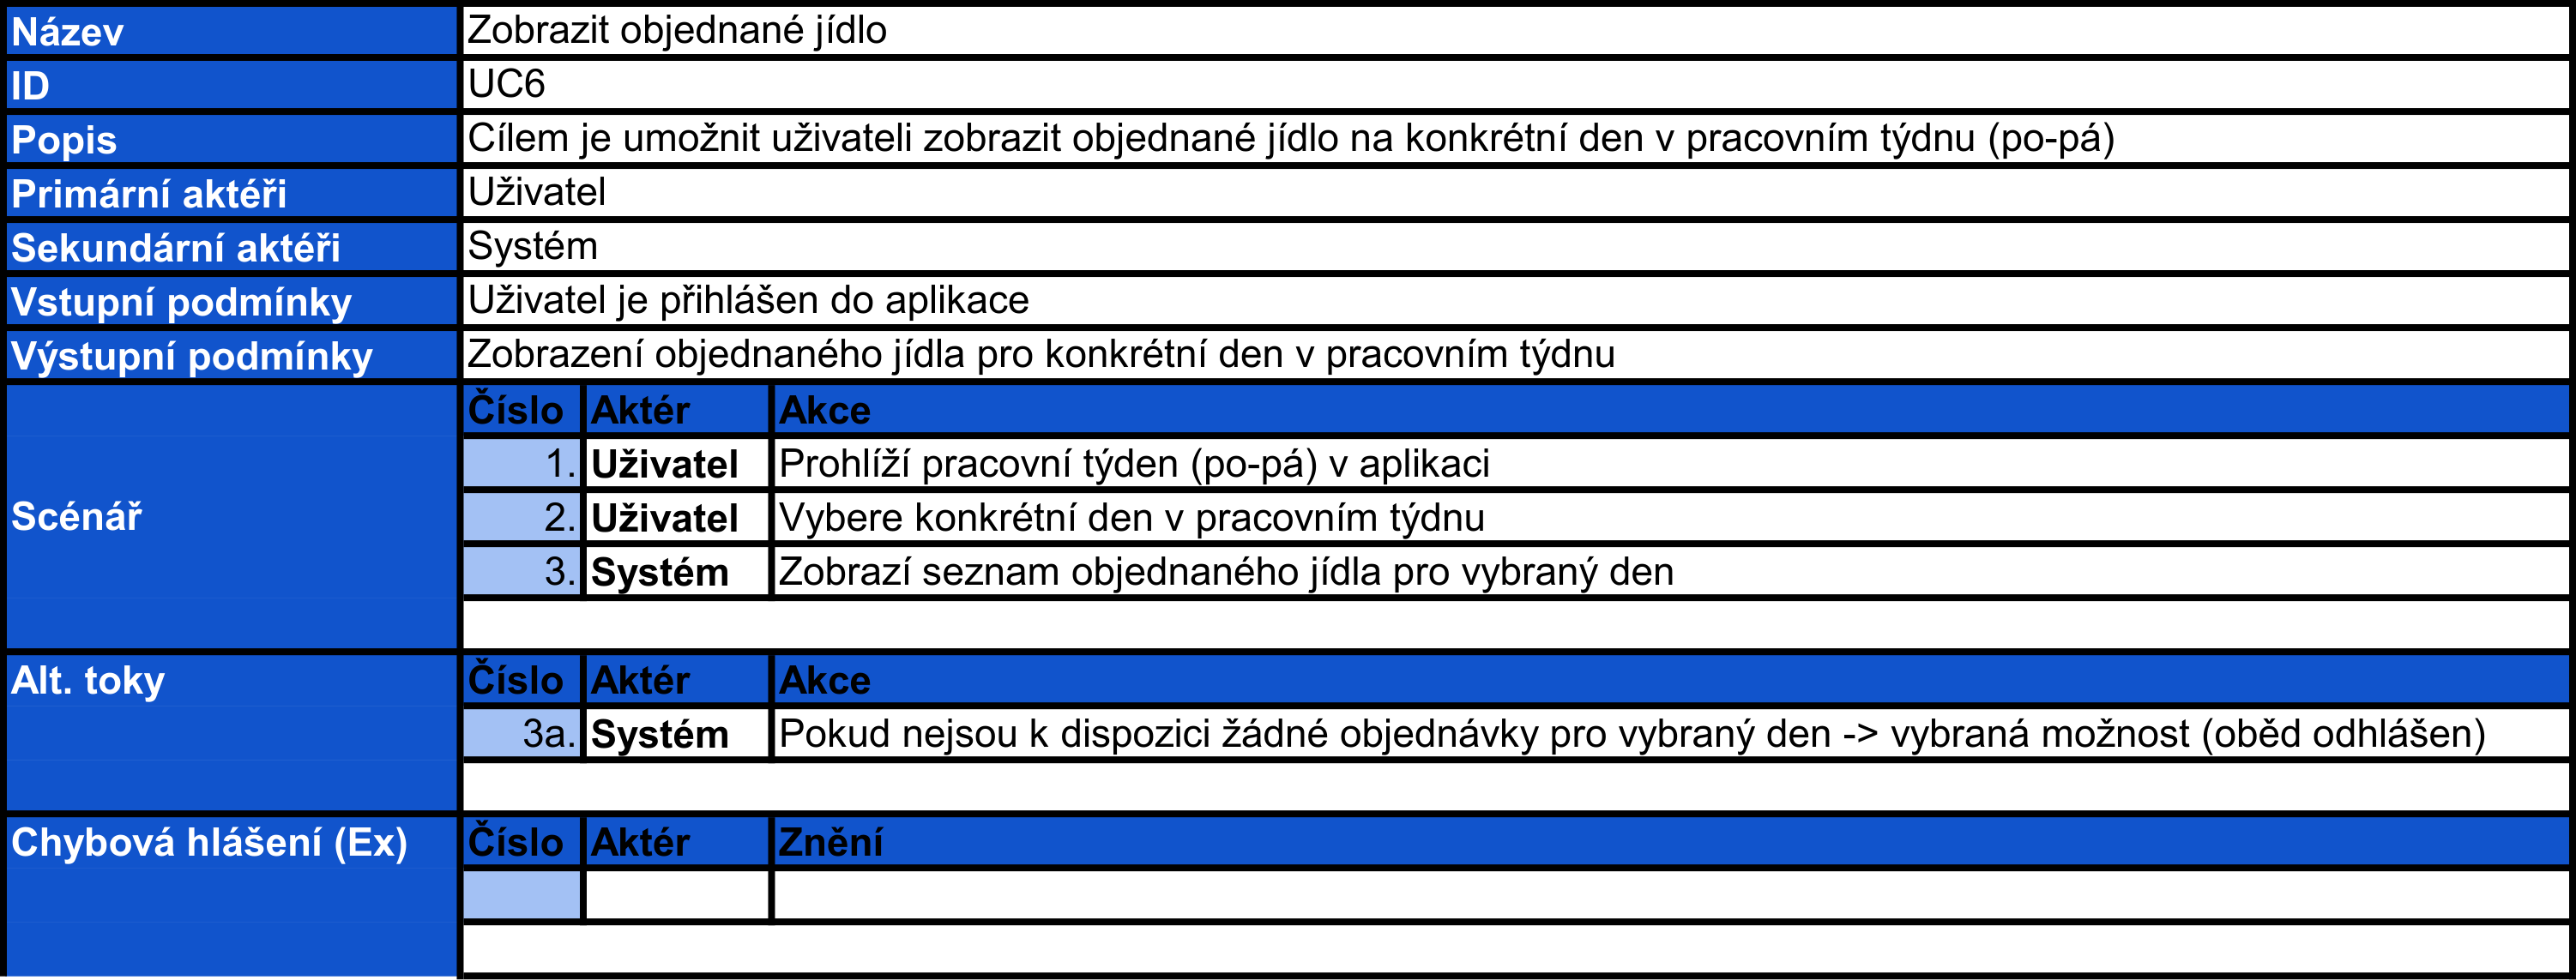 Název Zobrazit objednané jídlo
ID UC6
Popis Cílem je umožnit uživateli zobrazit objednané jídlo na konkrétní den v pracovním týdnu (po-pá)
Primární aktéři Uživatel
Sekundární aktéři Systém
Vstupní podmínky Uživatel je přihlášen do aplikace
Výstupní podmínky Zobrazení objednaného jídla pro konkrétní den v pracovním týdnu
Číslo Aktér Akce
1. Uživatel Prohlíží pracovní týden (po-pá) v aplikaci
Scénář 2. Uživatel Vybere konkrétní den v pracovním týdnu
3. Systém Zobrazí seznam objednaného jídla pro vybraný den
Alt. toky Číslo Aktér Akce
3a. Systém Pokud nejsou k dispozici žádné objednávky pro vybraný den -> vybraná možnost (oběd odhlášen)
Chybová hlášení (Ex) Číslo Aktér Znění